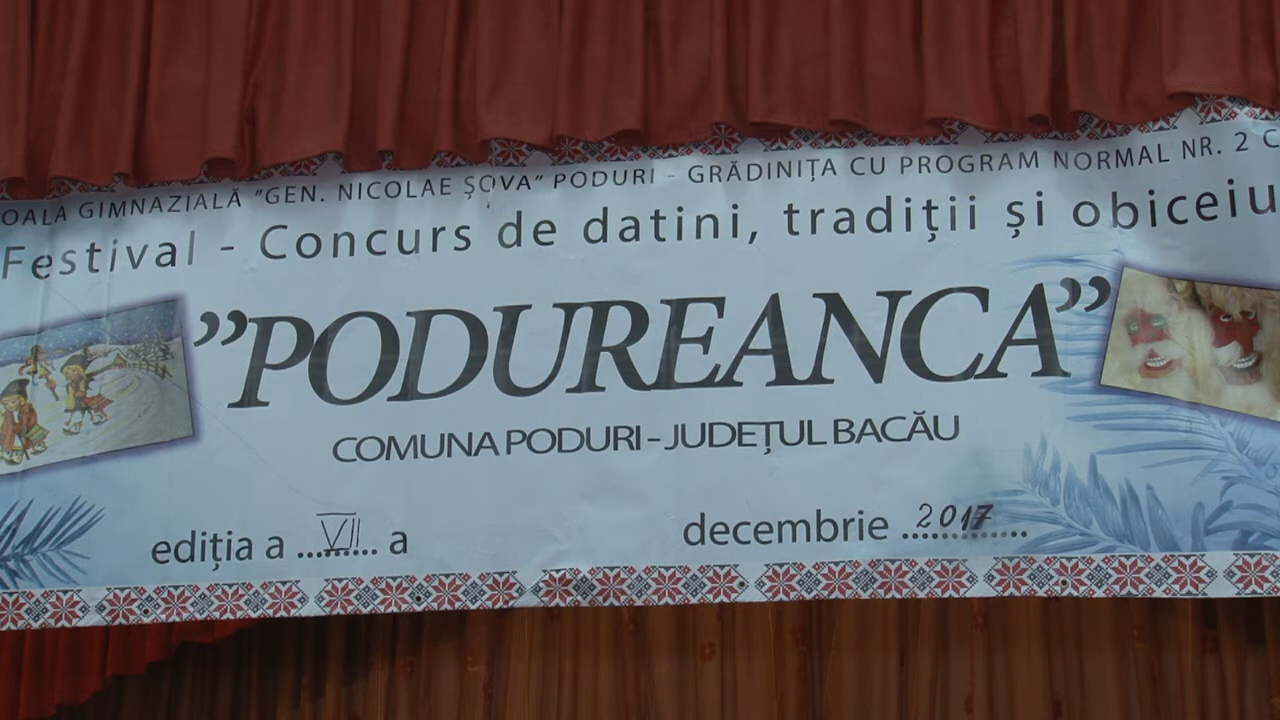 OALA GIMNAZIALĂ "GEN. NICOLAE ȘOVA" PODURI - GRĂDINIȚA CU PROGRAM NORMAL NR. 2 C
Festival - Concurs de datini, tradiții și obiceiu
”PODUREANCA”
COMUNA PODURI - JUDEȚUL BACĂU
ediția a ...VII... a decembrie ...2017...